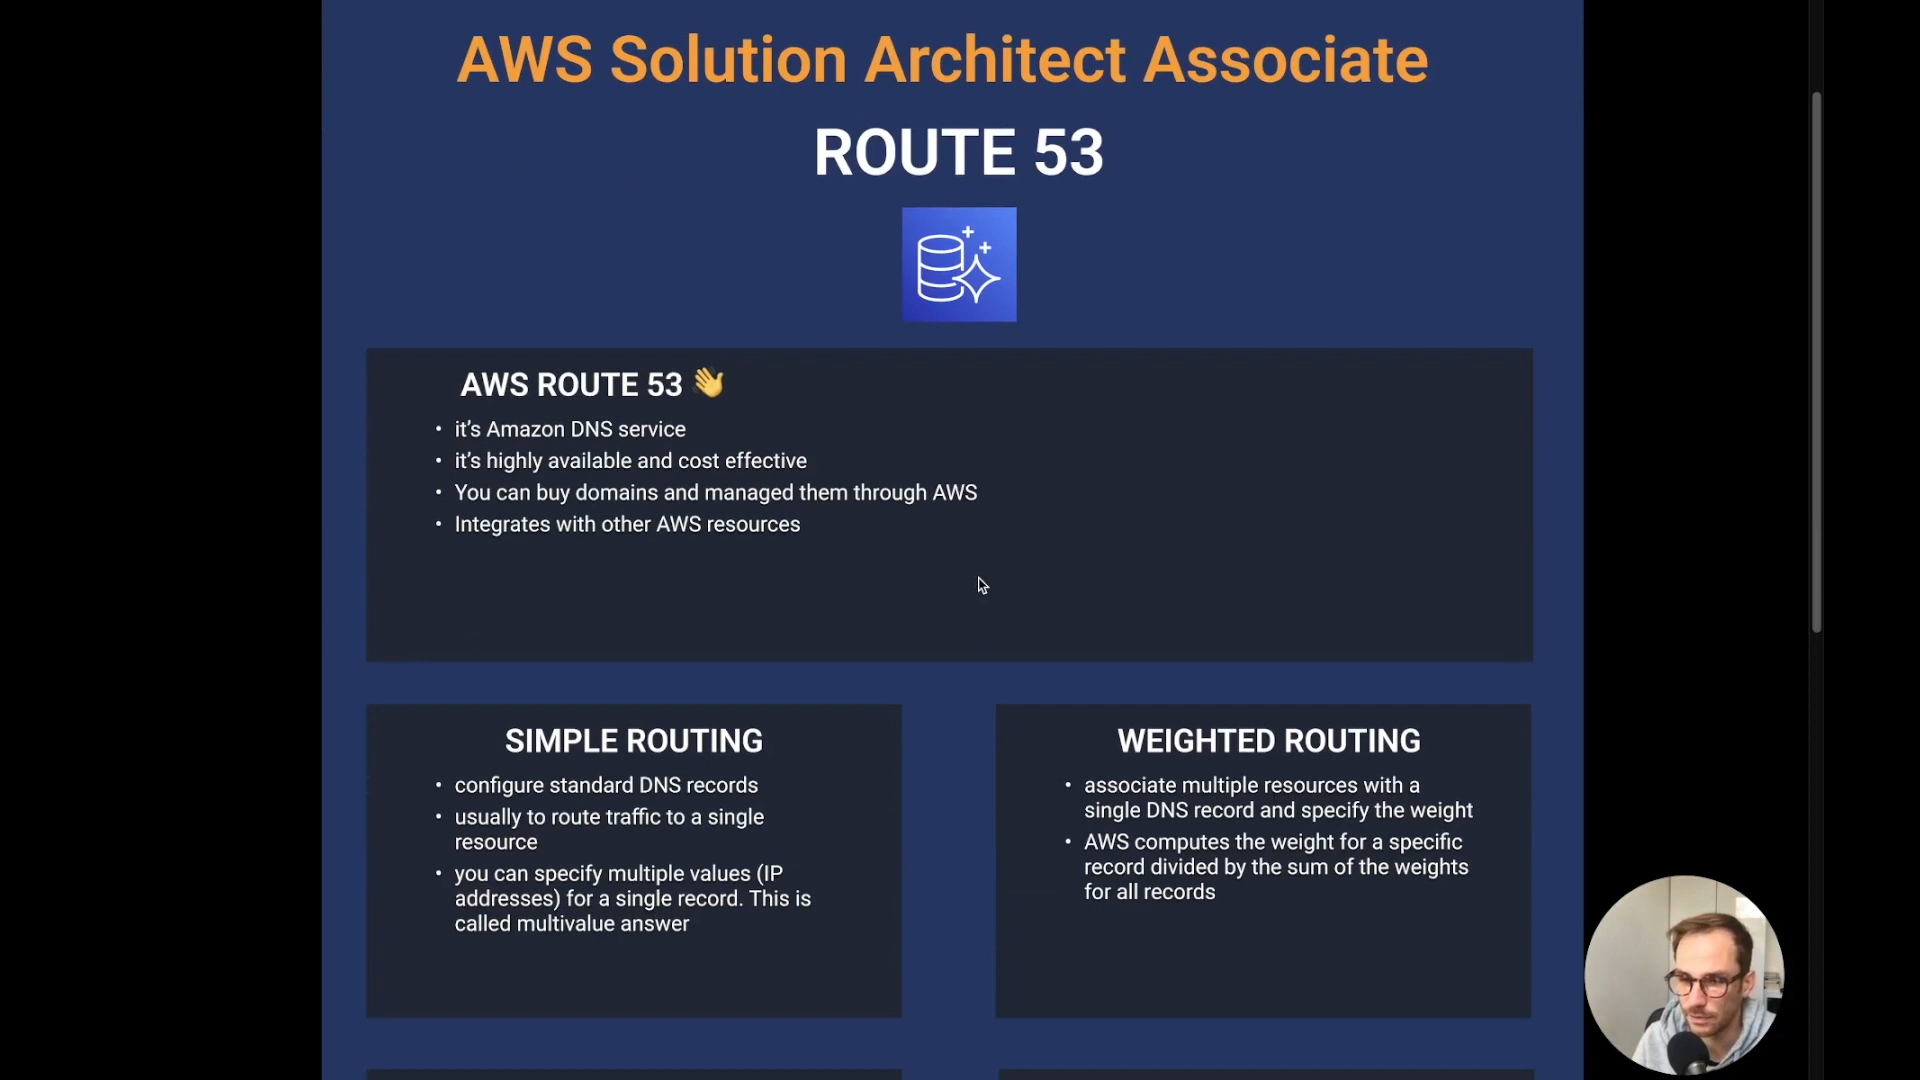 AWS Solution Architect Associate
ROUTE 53
AWS ROUTE 53 👋
• it’s Amazon DNS service
• it’s highly available and cost effective
• You can buy domains and managed them through AWS
• Integrates with other AWS resources
SIMPLE ROUTING
• configure standard DNS records
• usually to route traffic to a single
resource
• you can specify multiple values (IP
addresses) for a single record. This is
called multivalue answer
WEIGHTED ROUTING
• associate multiple resources with a
single DNS record and specify the weight
• AWS computes the weight for a specific
record divided by the sum of the weights
for all records